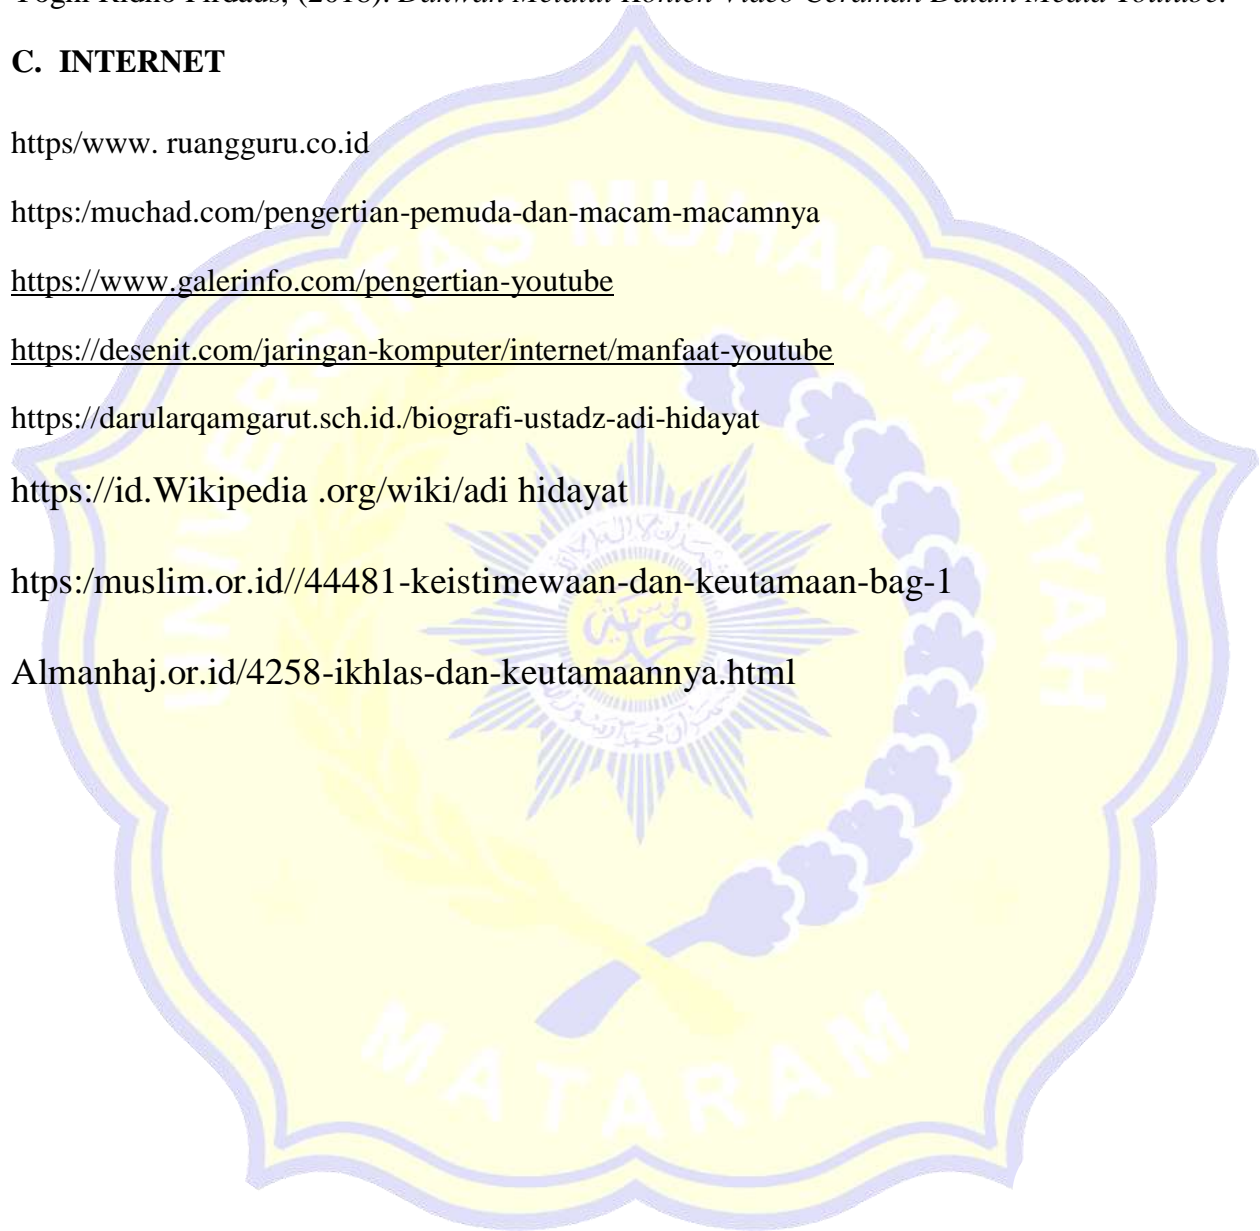 C. INTERNET
https/www. ruangguru.co.id
https:/muchad.com/pengertian-pemuda-dan-macam-macamnya
https://www.galerinfo.com/pengertian-youtube
https://desenit.com/jaringan-komputer/internet/manfaat-youtube
https://darularqamgarut.sch.id./biografi-ustadz-adi-hidayat
https://id.Wikipedia .org/wiki/adi hidayat
htps:/muslim.or.id//44481-keistimewaan-dan-keutamaan-bag-1
Almanhaj.or.id/4258-ikhlas-dan-keutamaannya.html
UNIVERSITAS MUHAMMADIYAH
MATARAM